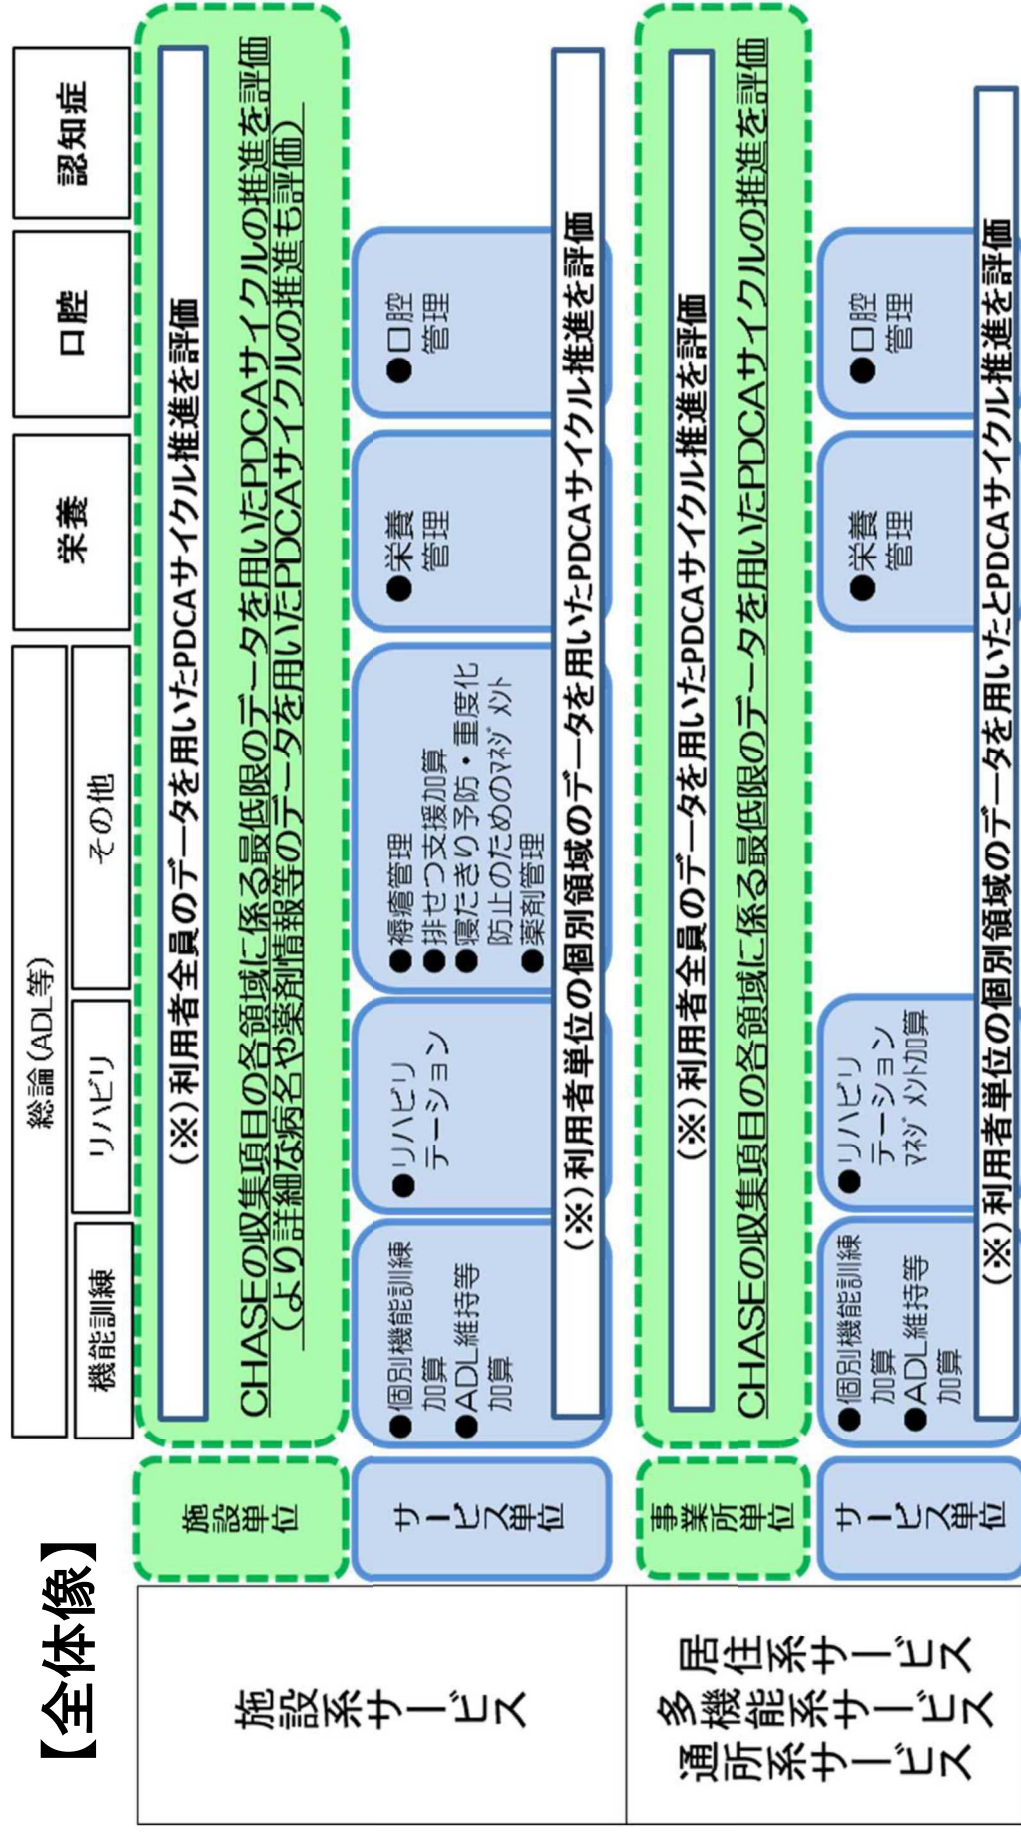 【全体像】
総論(ADL等)
機能訓練
リハビリ
その他
栄養
口腔
認知症
施設系サービス
施設単位
(※)利用者全員のデータを用いたPDCAサイクル推進を評価
CHASEの収集項目の各領域に係る最低限のデータを用いたPDCAサイクルの推進を評価
(より詳細な病名や薬剤情報等のデータを用いたPDCAサイクルの推進も評価)
サービス単位
●個別機能訓練
加算
●ADL維持等
加算
●リハビリ
テーション
●褥瘡管理
●排せつ支援加算
●寝たきり予防・重度化
防止のためのﾏﾈｼﾞﾒﾝﾄ
●薬剤管理
●栄養
管理
●口腔
管理
(※)利用者単位の個別領域のデータを用いたPDCAサイクル推進を評価
通所系サービス
多機能系サービス
居住系サービス
事業所単位
(※)利用者全員のデータを用いたPDCAサイクル推進を評価
CHASEの収集項目の各領域に係る最低限のデータを用いたPDCAサイクルの推進を評価
サービス単位
●個別機能訓練
加算
●ADL維持等
加算
●リハビリ
テーション
ﾏﾈｼﾞﾒﾝﾄ加算
●栄養
管理
●口腔
管理
(※)利用者単位の個別領域のデータを用いたとPDCAサイクル推進を評価